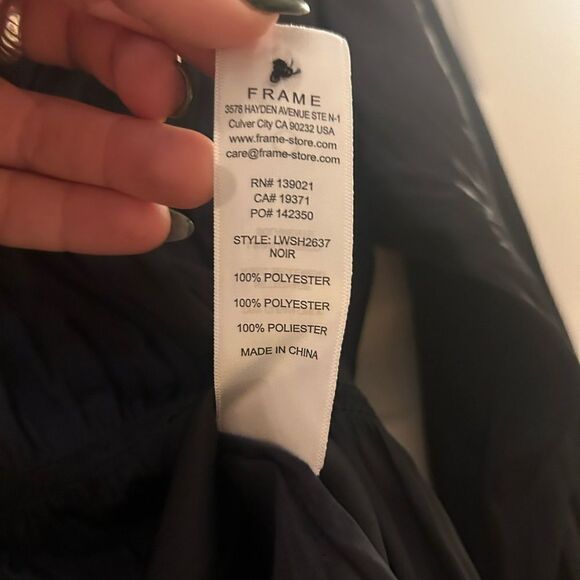 FRAME
3578 HAYDEN AVENUE STE N-1
Culver City CA 90232 USA
www.frame-store.com
care@frame-store.com
RN# 139021
CA# 19371
PO# 142350
STYLE: LWSH2637
NOIR
100% POLYESTER
100% POLYESTER
100% POLIESTER
MADE IN CHINA